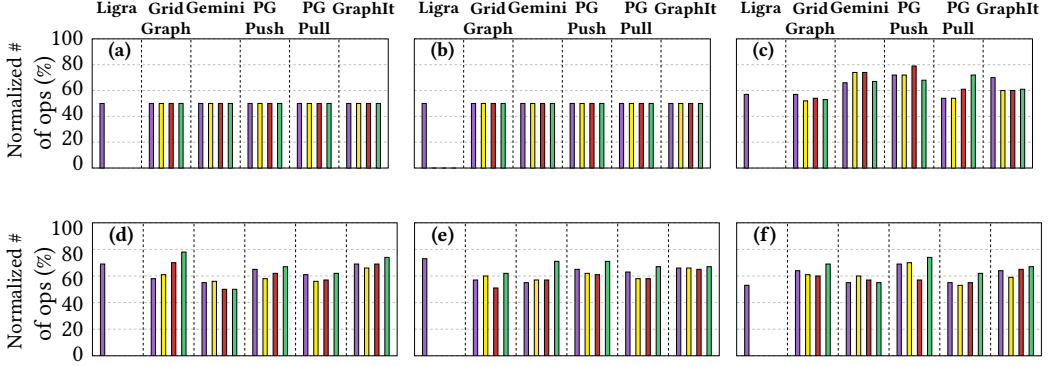 Ligra Grid Gemini PG PG GraphIt
Graph Push Pull
Ligra Grid Gemini PG PG GraphIt
Graph Push Pull
Ligra Grid Gemini PG PG GraphIt
Graph Push Pull
Normalized #
of ops (%)
100
80
60
40
20
0
(a)
(b)
(c)
Normalized #
of ops (%)
100
80
60
40
20
0
(d)
(e)
(f)